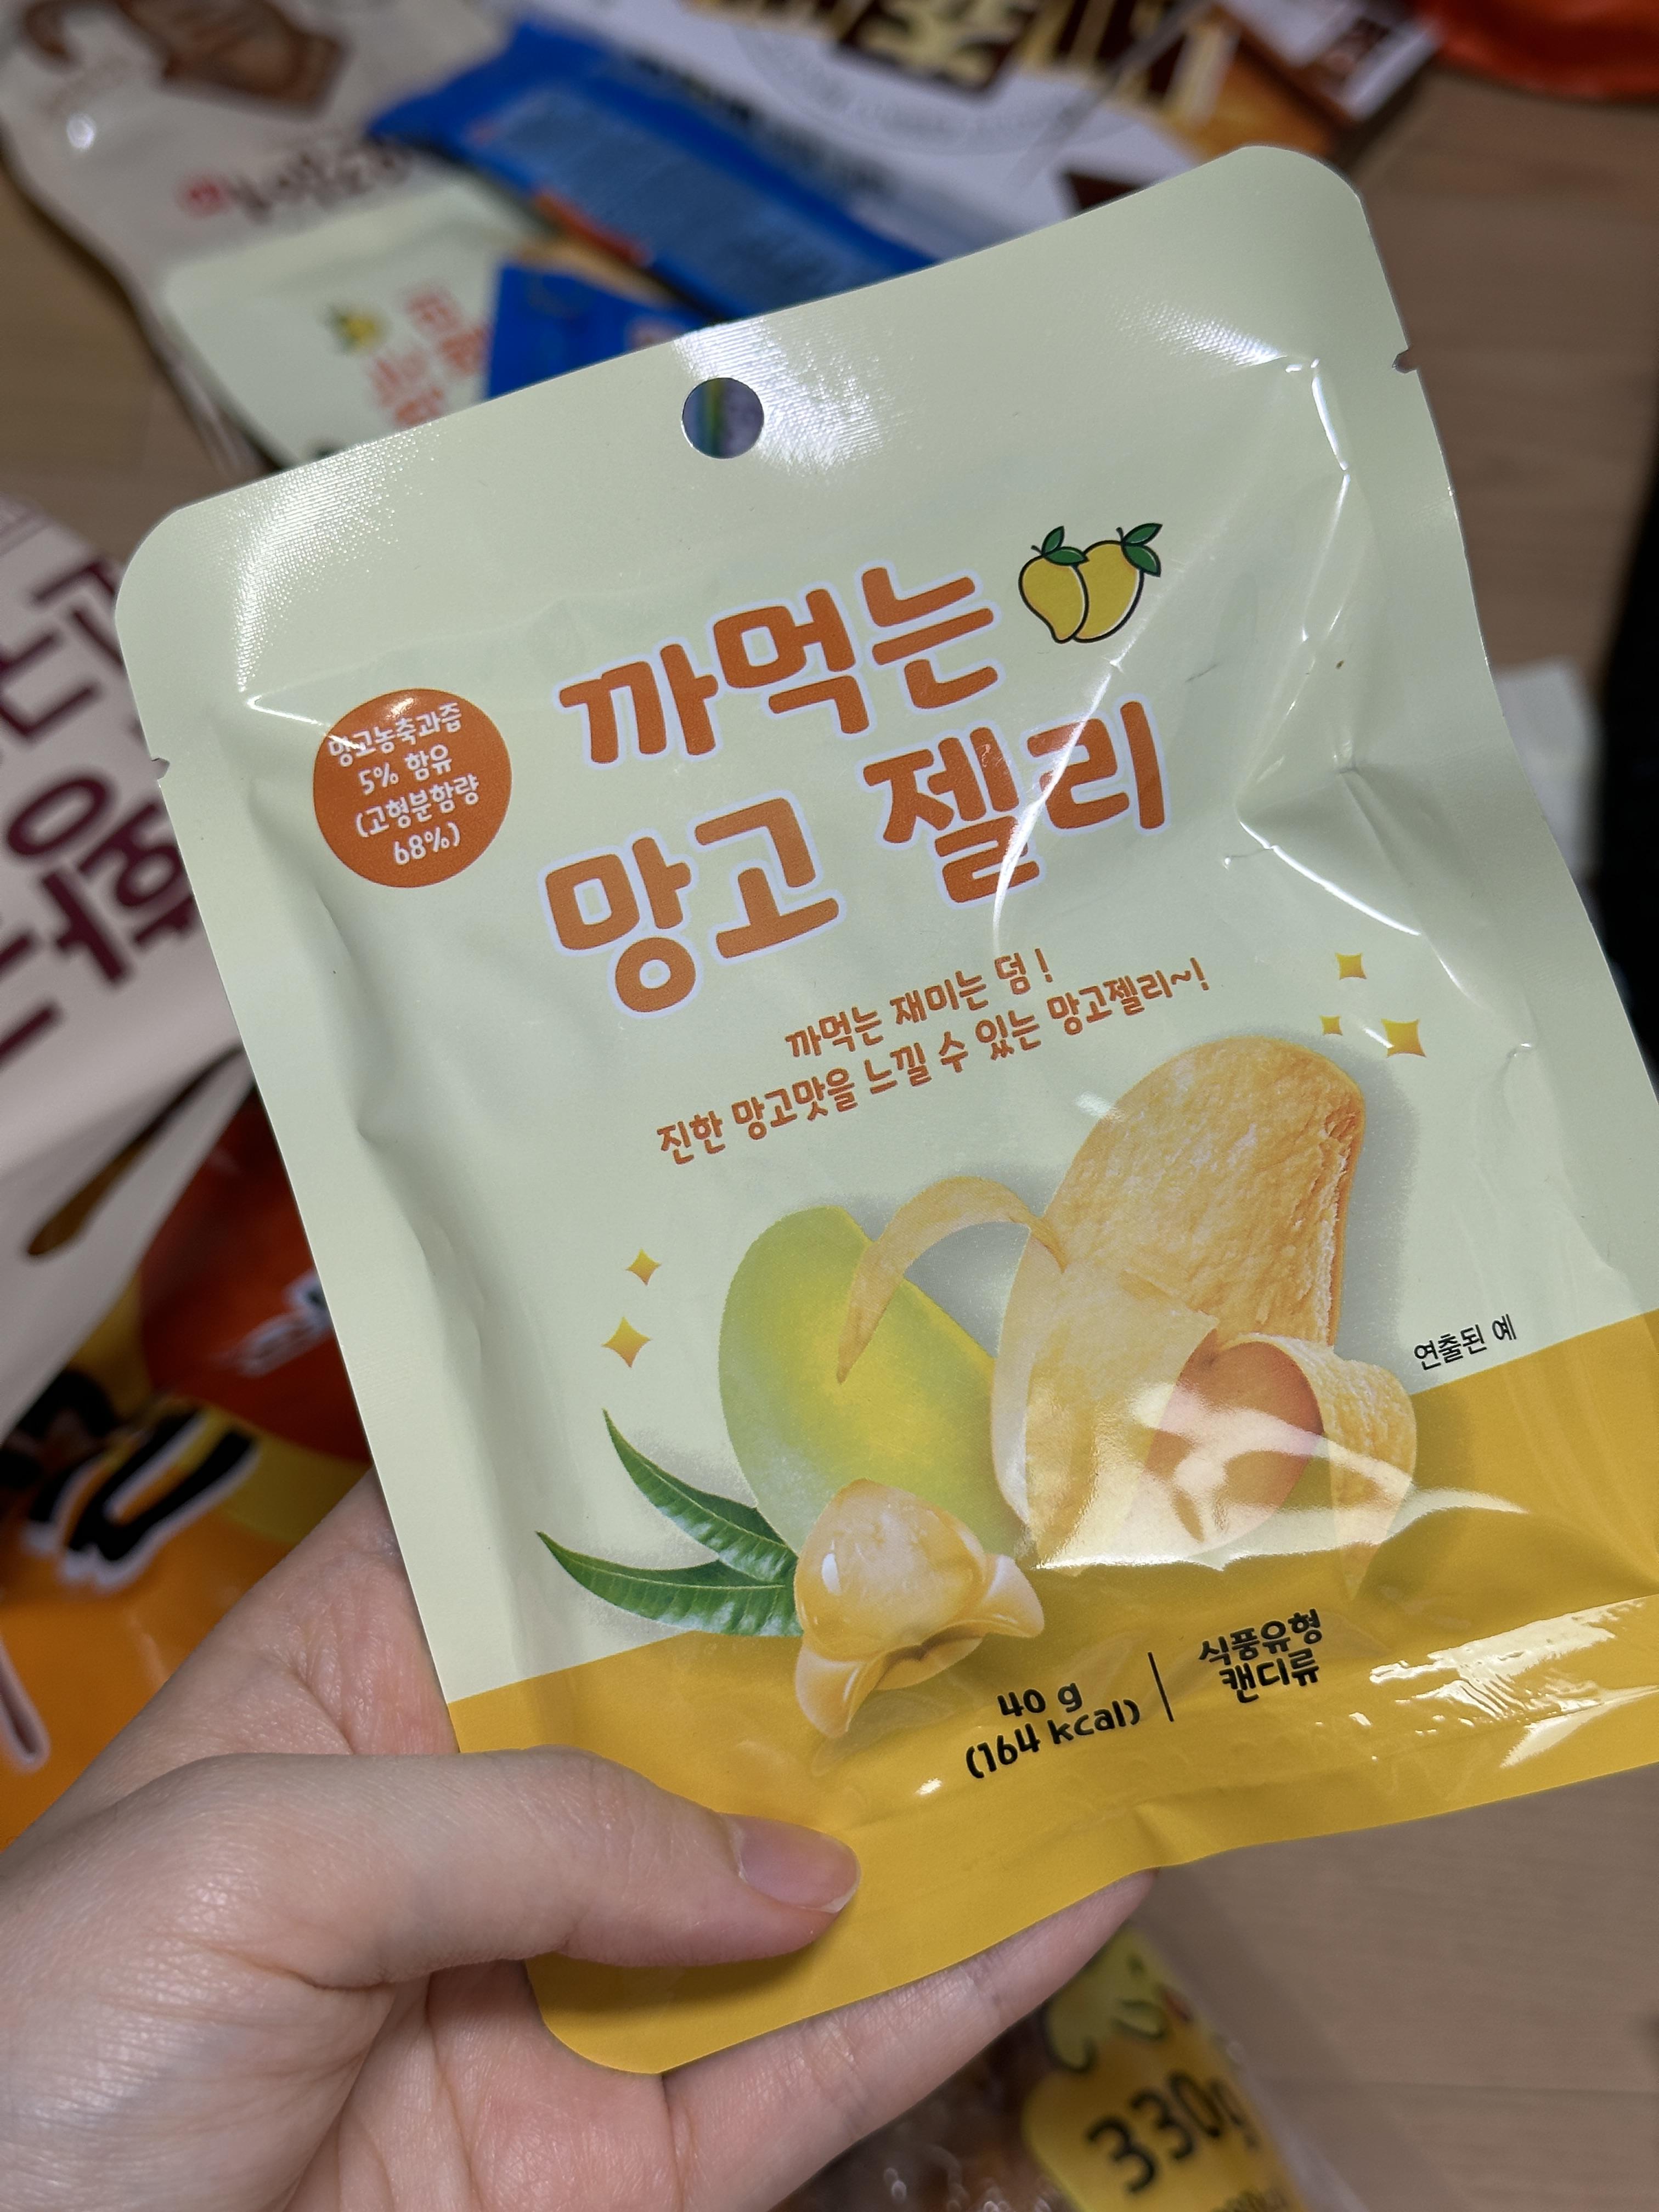 까먹는
망고 젤리
망고농축과즙
5% 함유
(고형분함량
68%)
까먹는 재미는 덤!
진한 망고맛을 느낄 수 있는 망고젤리~!
연출된 예
40 g
(164 kcal)
식품유형
캔디류
330g